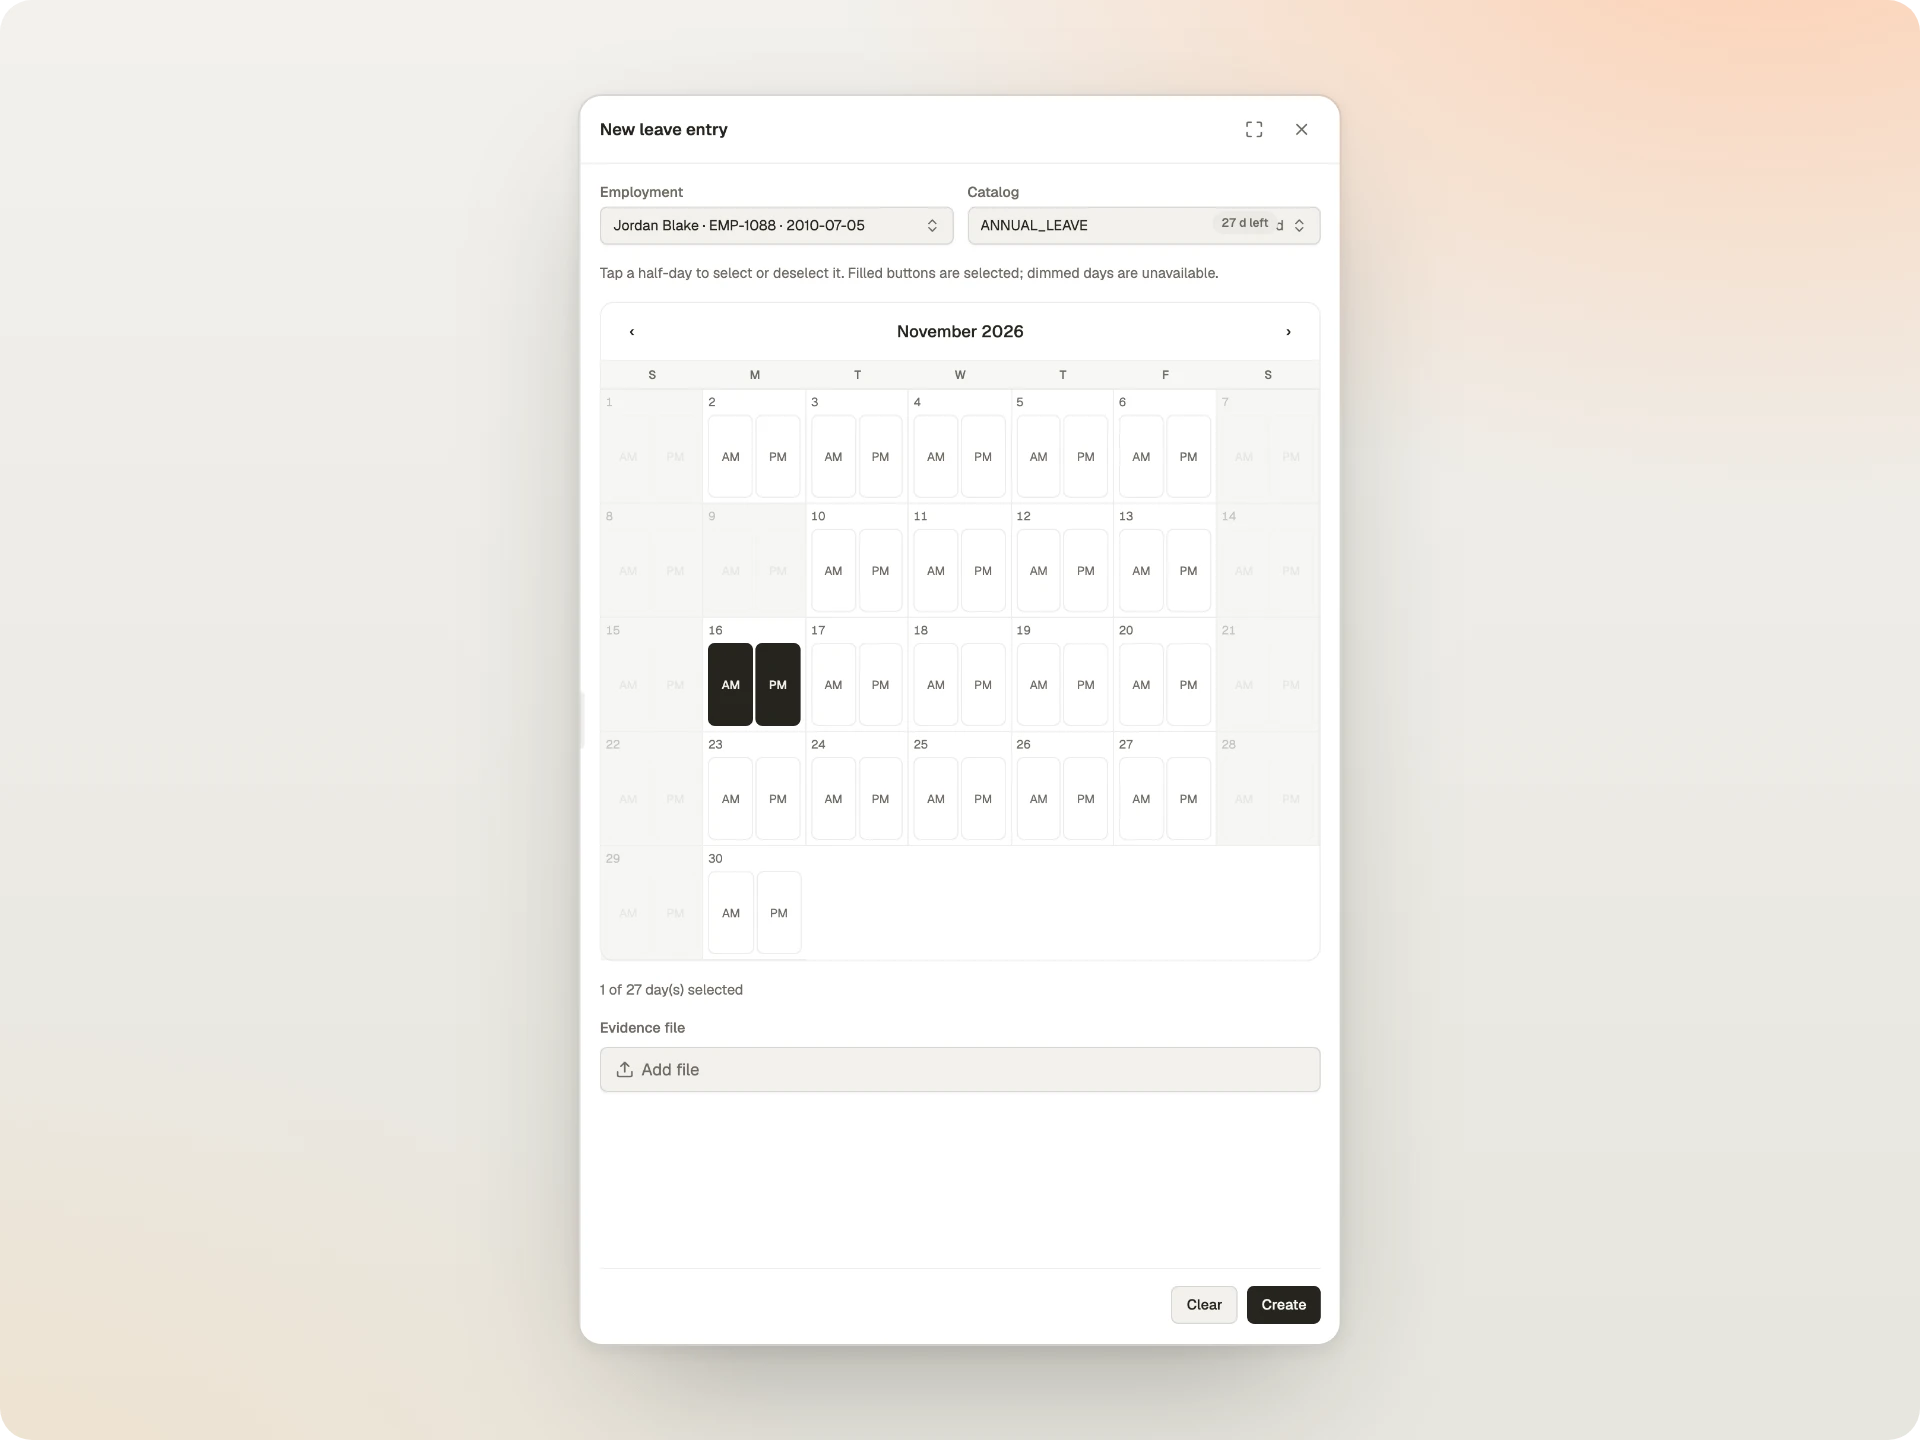 New leave entry
Employment
Catalog
Jordan Blake · EMP-1088 · 2010-07-05
ANNUAL_LEAVE 27 d left d
Tap a half-day to select or deselect it. Filled buttons are selected; dimmed days are unavailable.
‹ November 2026 ›
S M T W T F S
1 2 3 4 5 6 7
AM PM AM PM AM PM AM PM AM PM AM PM AM PM
8 9 10 11 12 13 14
AM PM AM PM AM PM AM PM AM PM AM PM AM PM
15 16 17 18 19 20 21
AM PM AM PM AM PM AM PM AM PM AM PM AM PM
22 23 24 25 26 27 28
AM PM AM PM AM PM AM PM AM PM AM PM AM PM
29 30
AM PM AM PM
1 of 27 day(s) selected
Evidence file
Add file
Clear Create